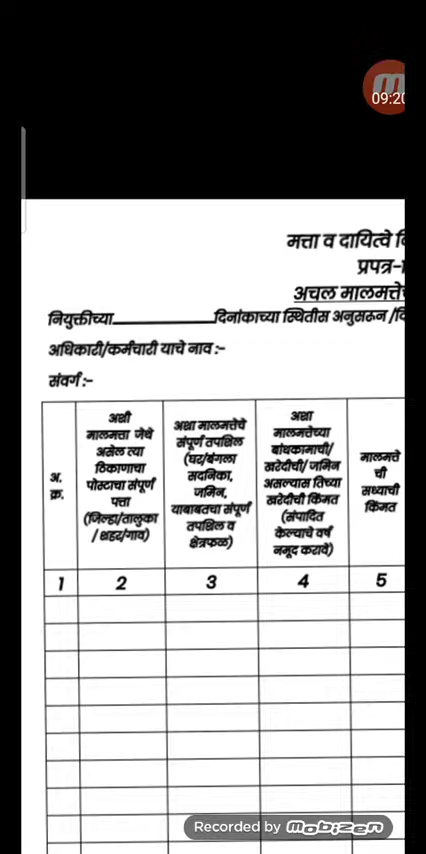 09:20
मत्ता व दायित्वे
प्रपत्र-
अचल
नियुक्तीच्या______दिनांकाच्या स्थितीस अनुसरून /
अधिकारी/कर्मचारी याचे नाव :-
संवर्ग:-
अ.
क्र.
अशी
मालमत्ता जेथे
असेल त्या
ठिकाणाचा
पोस्टाचा संपूर्ण
पत्ता
(जिल्हा/तालुका
/ शहर/गाव)
अशा मालमत्तेचे
संपूर्ण तपशिल
(घर/बंगला
सदनिका,
जमिन,
याबाबतचा संपूर्ण
तपशिल व
क्षेत्रफळ)
अशा
मालमत्तेच्या
बांधकामाची/
खरेदीची/ जमिन
असल्यास तिच्या
खरेदीची किंमत
(संपादित
केल्याचे वर्ष
नमूद करावे)
मालमत्ते
ची
सध्याची
किंमत
1 2 3 4 5
Recorded by mobizen